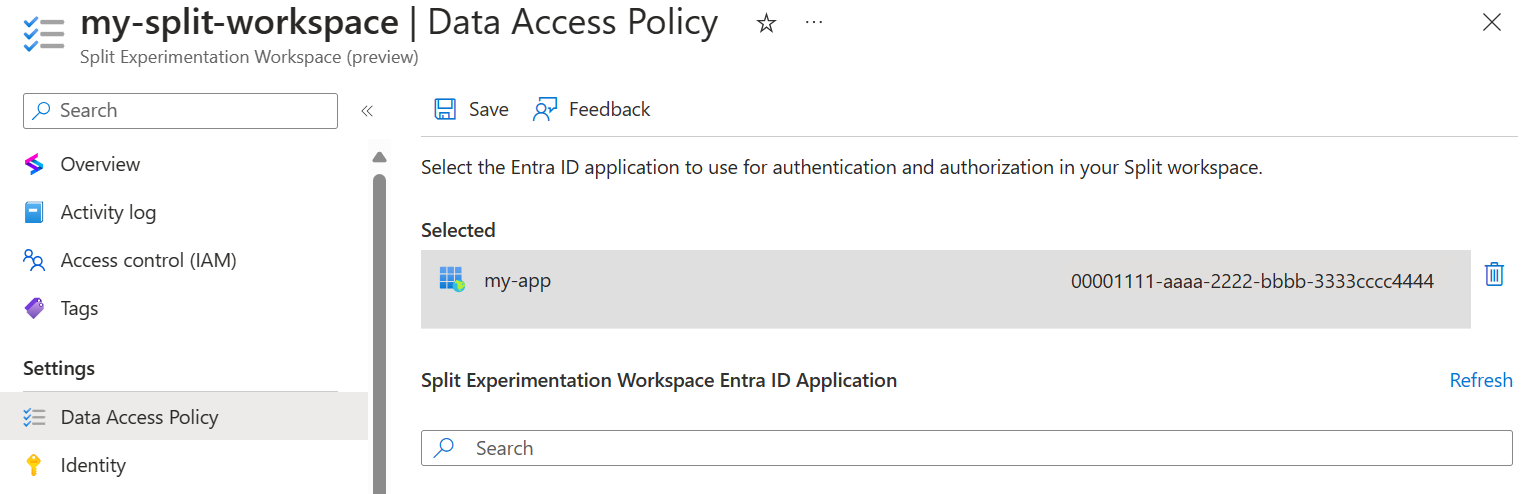 my-split-workspace | Data Access Policy
Split Experimentation Workspace (preview)
Search
Overview
Activity log
Access control (IAM)
Tags
Settings
Data Access Policy
Identity
Save Feedback
Select the Entra ID application to use for authentication and authorization in your Split workspace.
Selected
my-app 00001111-aaaa-2222-bbbb-3333cccc4444
Split Experimentation Workspace Entra ID Application Refresh
Search